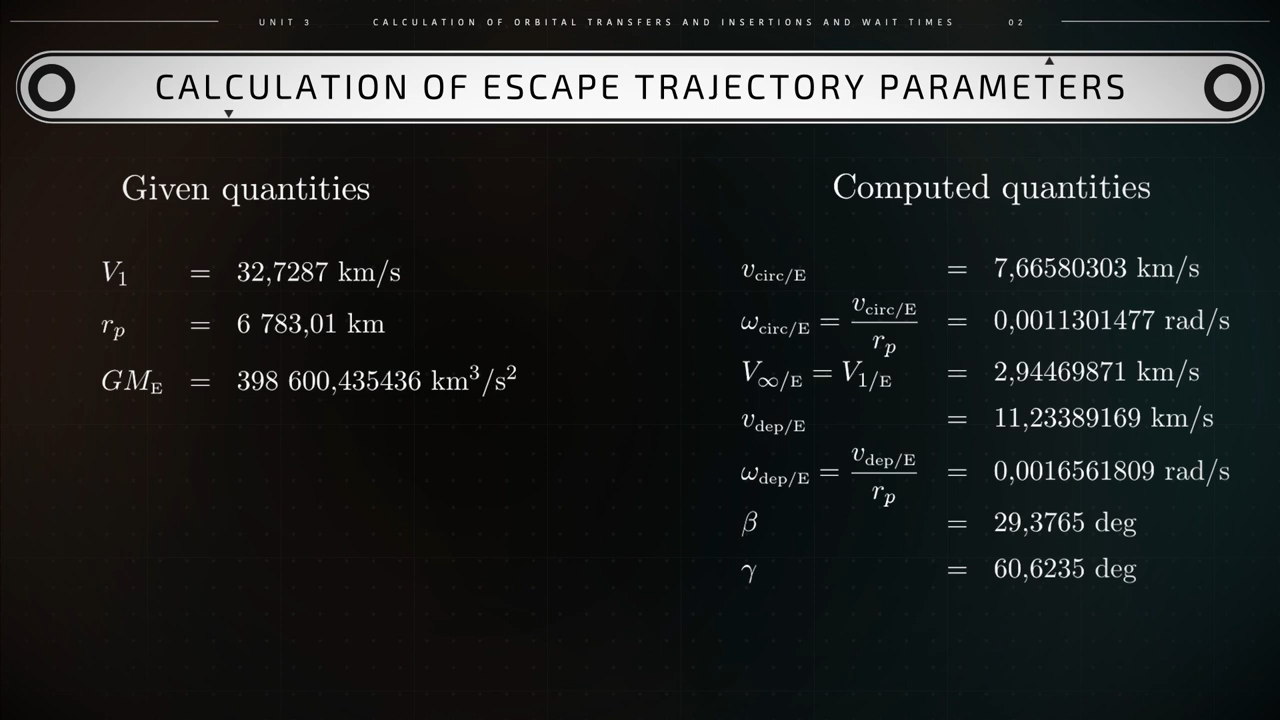 UNIT 3 CALCULATION OF ORBITAL TRANSFERS AND INSERTIONS AND WAIT TIMES 02
CALCULATION OF ESCAPE TRAJECTORY PARAMETERS
Given quantities
V₁ = 32,7287 km/s
rₚ = 6 783,01 km
GM_E = 398 600,435436 km³/s²
Computed quantities
v_circ/E = 7,66580303 km/s
ω_circ/E = v_circ/E / rₚ = 0,0011301477 rad/s
V_∞/E = V_1/E = 2,94469871 km/s
v_dep/E = 11,23389169 km/s
ω_dep/E = v_dep/E / rₚ = 0,0016561809 rad/s
β = 29,3765 deg
γ = 60,6235 deg